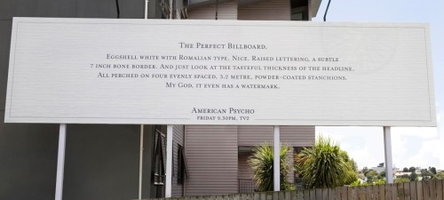 The Perfect Billboard.
Eggshell white with Romalian type. Nice. Raised lettering, a subtle
7 inch bone border. And just look at the tasteful thickness of the headline.
All perched on four evenly spaced, 3.2 metre, powder-coated stanchions.
My God, it even has a watermark.
American Psycho
Friday 9.30pm, TV2